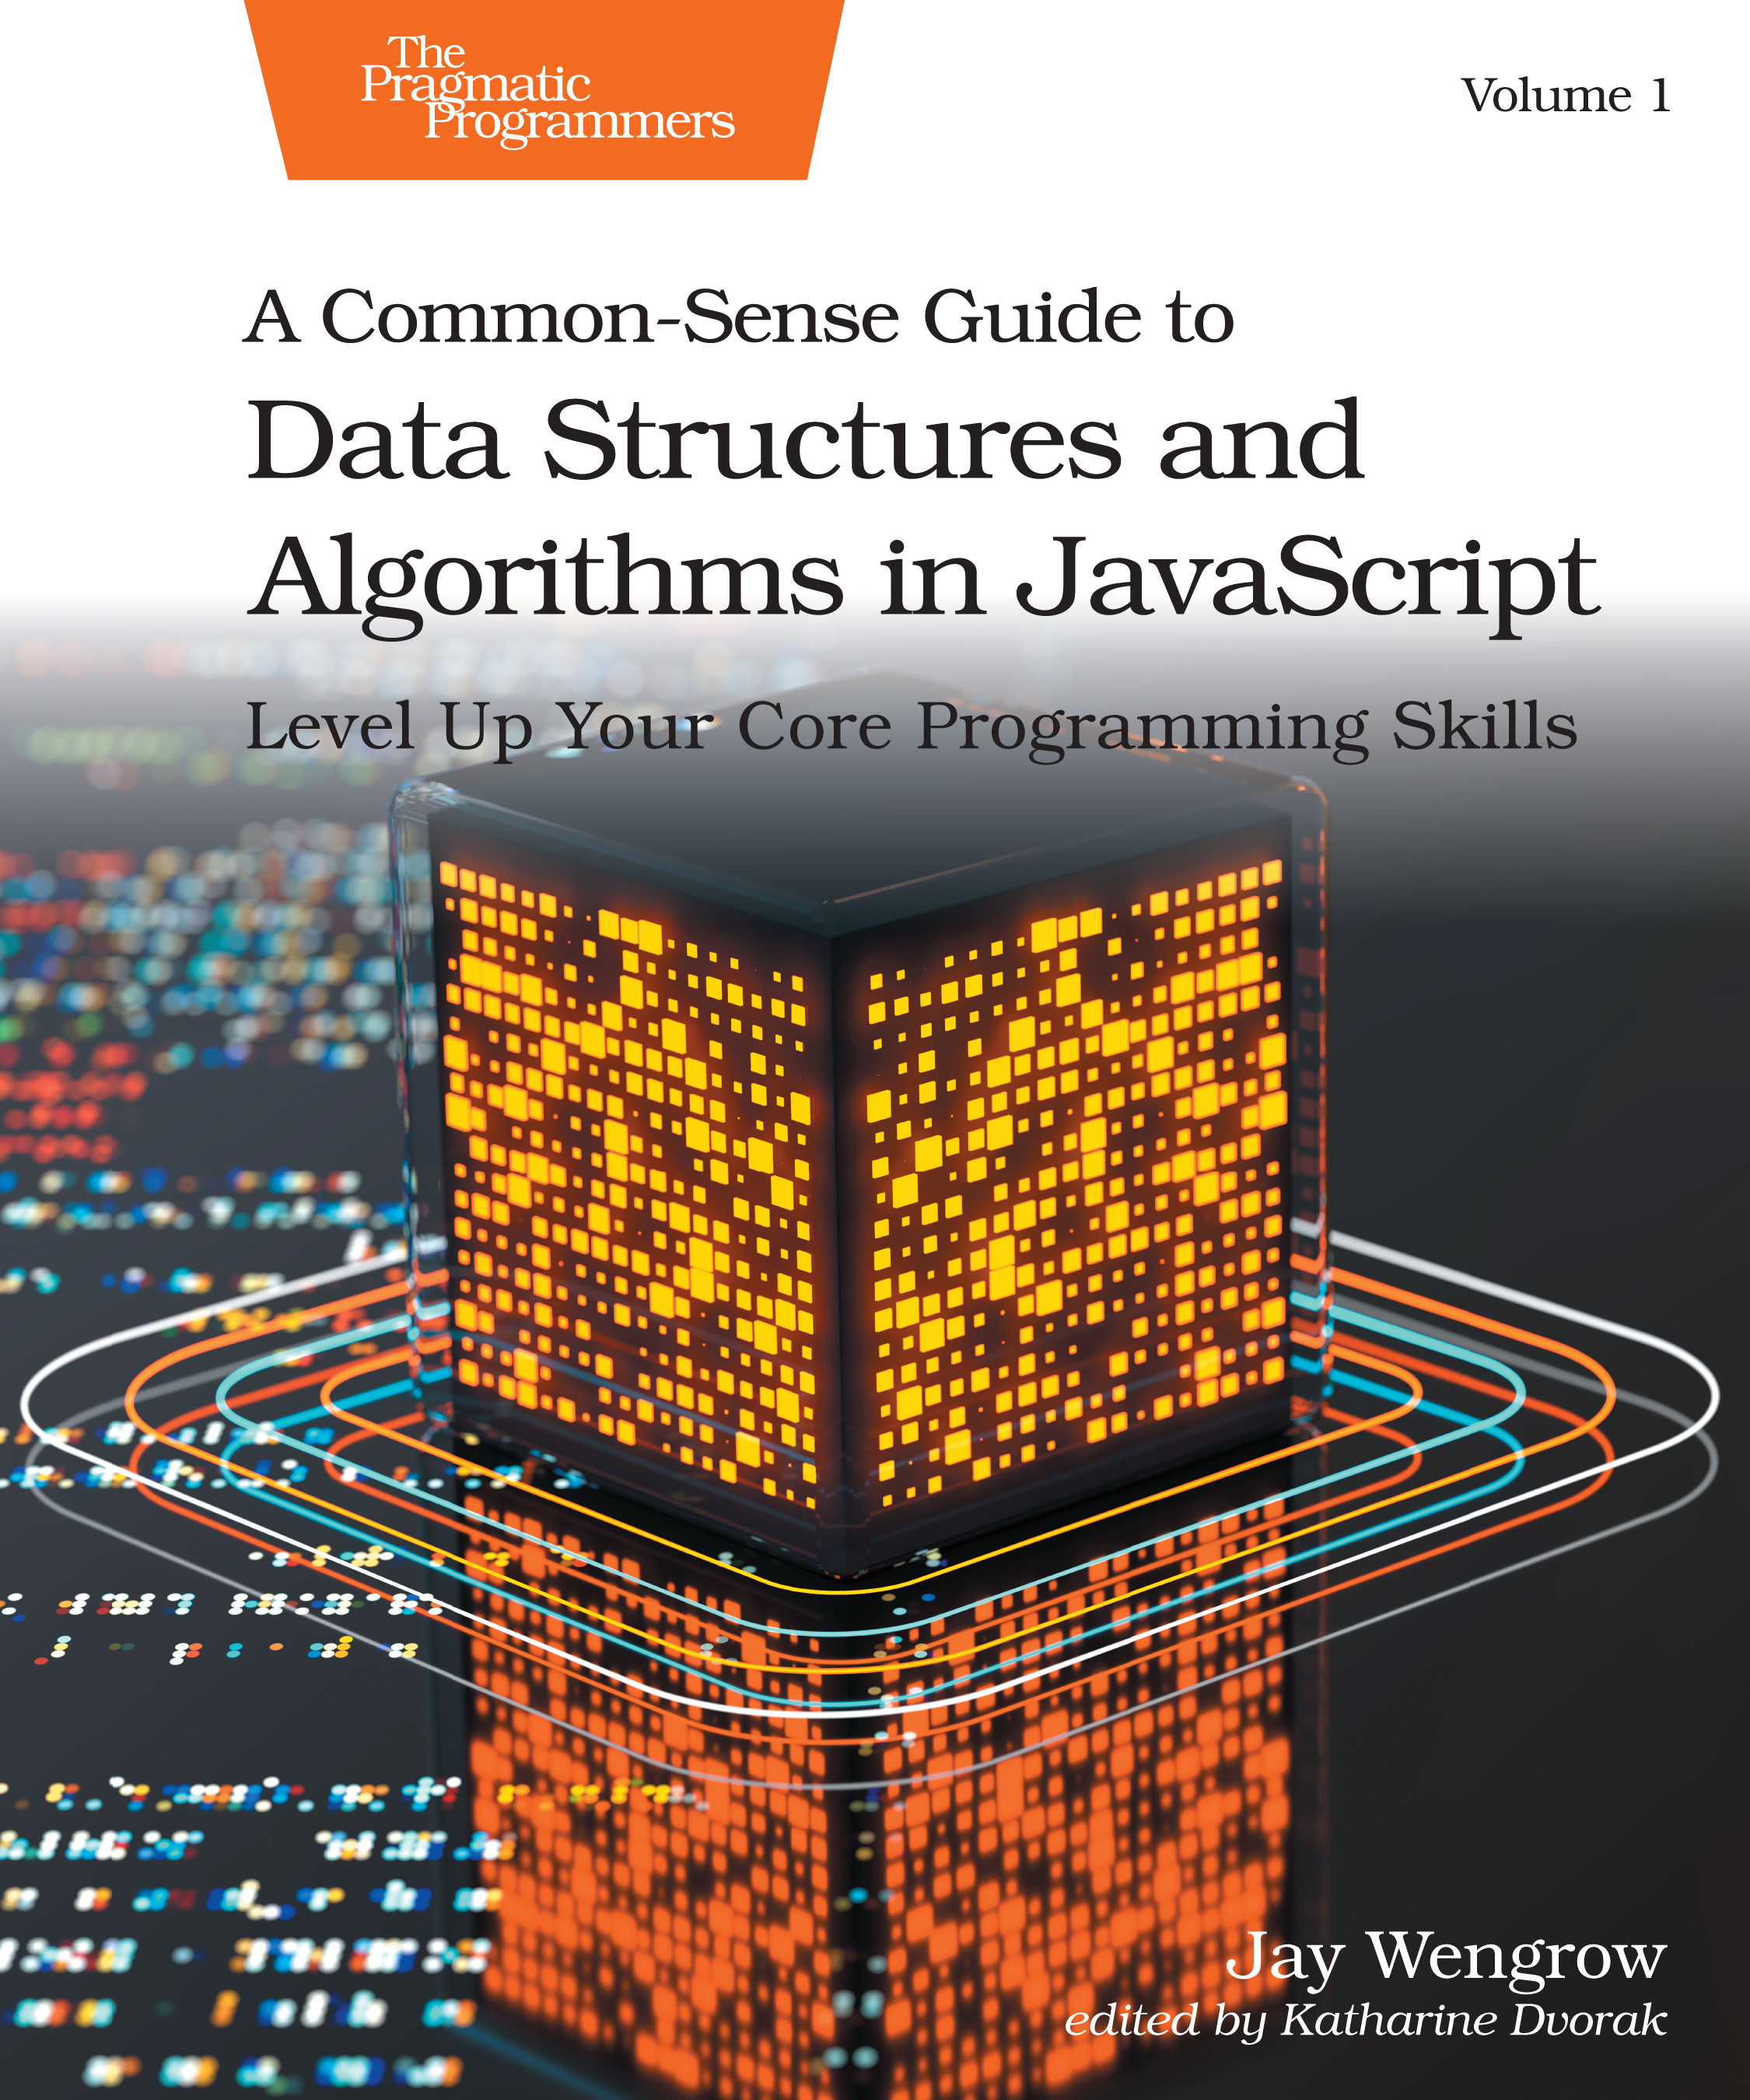 The
Pragmatic
Programmers
Volume 1
A Common-Sense Guide to
Data Structures and
Algorithms in JavaScript
Level Up Your Core Programming Skills
Jay Wengrow
edited by Katharine Dvorak